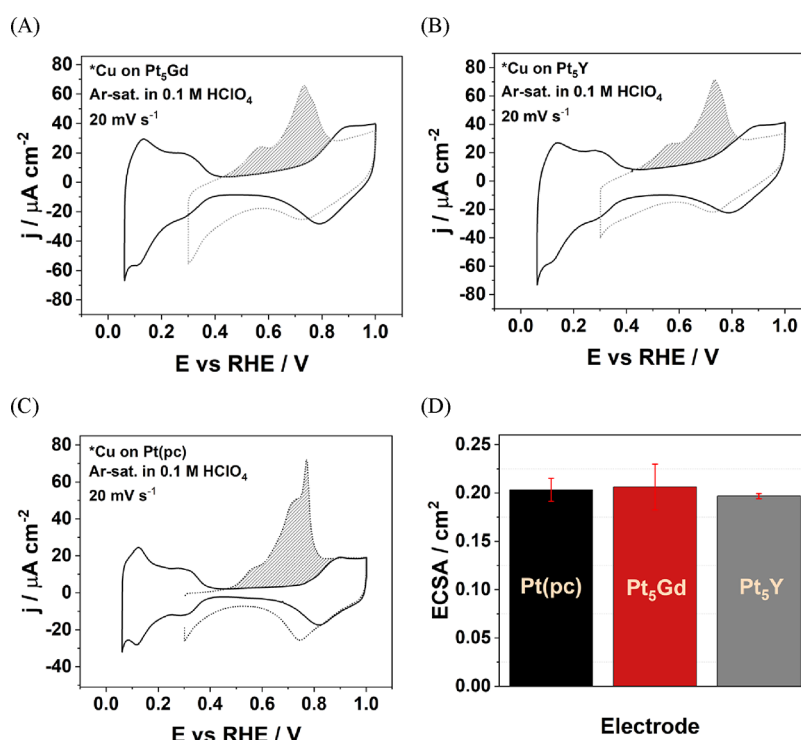 (A)
*Cu on Pt₅Gd
Ar-sat. in 0.1 M HClO₄
20 mV s⁻¹
j / μA cm⁻²
80
60
40
20
0
-20
-40
-60
-80
0.0 0.2 0.4 0.6 0.8 1.0
E vs RHE / V
(B)
*Cu on Pt₅Y
Ar-sat. in 0.1 M HClO₄
20 mV s⁻¹
j / μA cm⁻²
80
60
40
20
0
-20
-40
-60
-80
0.0 0.2 0.4 0.6 0.8 1.0
E vs RHE / V
(C)
*Cu on Pt(pc)
Ar-sat. in 0.1 M HClO₄
20 mV s⁻¹
j / μA cm⁻²
80
60
40
20
0
-20
-40
0.0 0.2 0.4 0.6 0.8 1.0
E vs RHE / V
(D)
ECSA / cm²
0.25
0.20
0.15
0.10
0.05
0.00
Pt(pc) Pt₅Gd Pt₅Y
Electrode